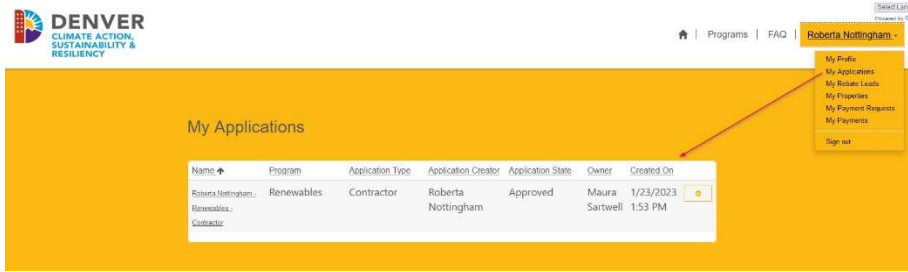 Select Lan
Powered by G
DENVER
CLIMATE ACTION,
SUSTAINABILITY &
RESILIENCY
Programs | FAQ | Roberta Nottingham
My Profile
My Applications
My Rebate Leads
My Properties
My Payment Requests
My Payments
Sign out
My Applications
Name Program Application Type Application Creator Application State Owner Created On
Roberta Nottingham - Renewables Contractor Roberta Approved Maura 1/23/2023
Renewables - Nottingham Sartwell 1:53 PM
Contractor